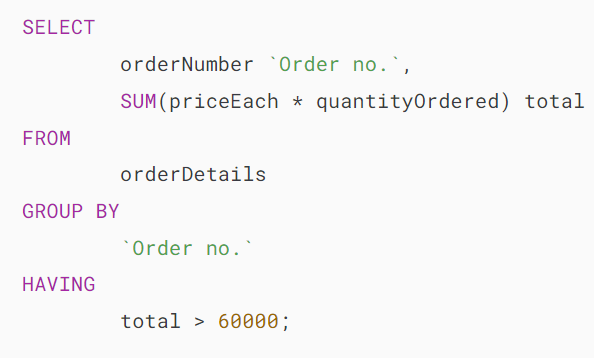 SELECT
orderNumber `Order no.`,
SUM(priceEach * quantityOrdered) total
FROM
orderDetails
GROUP BY
`Order no.`
HAVING
total > 60000;